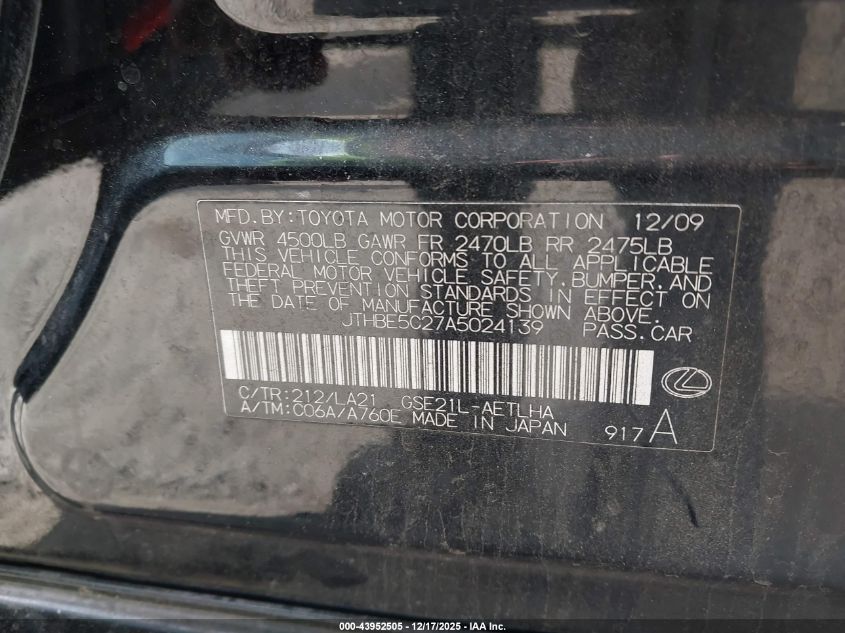 MFD.BY:TOYOTA MOTOR CORPORATION 12/09
GVWR 4500LB GAWR FR 2470LB RR 2475LB
THIS VEHICLE CONFORMS TO ALL APPLICABLE
FEDERAL MOTOR VEHICLE SAFETY,BUMPER,AND
THEFT PREVENTION STANDARDS IN EFFECT ON
THE DATE OF MANUFACTURE SHOWN ABOVE.
JTHBE5C27A5024139 PASS.CAR
C/TR:212/LA21 GSE21L-AETLHA
A/TM:C06A/A760E MADE IN JAPAN 917A
000-43952505 - 12/17/2025 - IAA Inc.